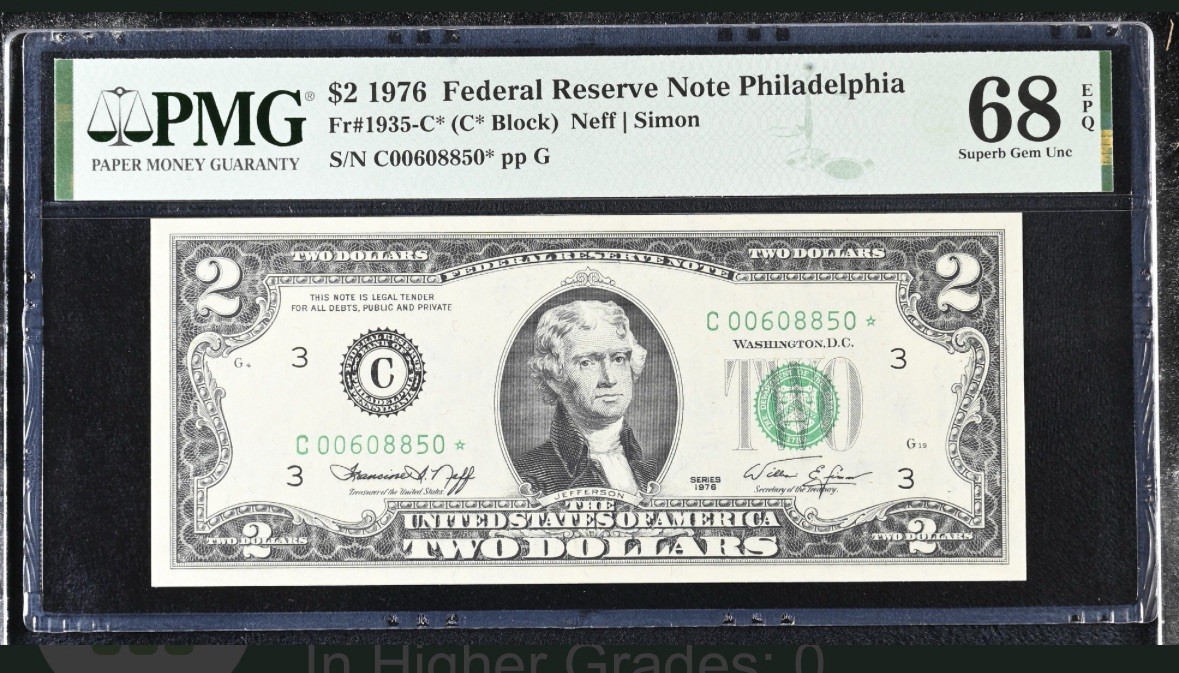 PMG®
PAPER MONEY GUARANTY
$2 1976 Federal Reserve Note Philadelphia
Fr#1935-C* (C* Block) Neff | Simon
S/N C00608850* pp G
68
EPQ
Superb Gem Unc
2
TWO DOLLARS
FEDERAL RESERVE NOTE
TWO DOLLARS
2
THIS NOTE IS LEGAL TENDER
FOR ALL DEBTS, PUBLIC AND PRIVATE
C 00608850 ★
WASHINGTON, D.C.
3
3
C
TWO
G 19
C 00608850 ★
3
3
Francine I. Neff
Treasurer of the United States.
SERIES
1976
Secretary of the Treasury.
JEFFERSON
THE
UNITED STATES OF AMERICA
TWO DOLLARS
2
TWO DOLLARS
2
TWO DOLLARS
In Higher Grades: 0